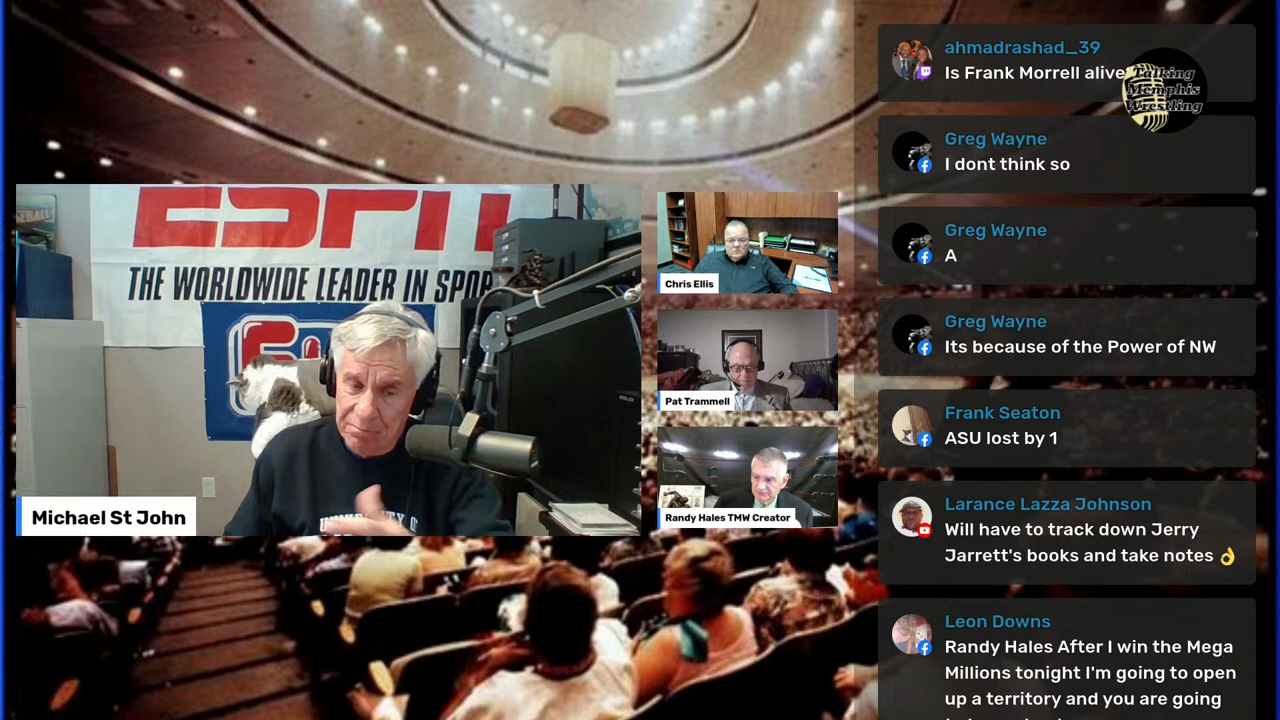 ESPN
THE WORLDWIDE LEADER IN SPOR
Michael St John
Chris Ellis
Pat Trammell
Randy Hales TMW Creator
Talking
Memphis
Wrestling
ahmadrashad_39
Is Frank Morrell alive
Greg Wayne
I dont think so
Greg Wayne
A
Greg Wayne
Its because of the Power of NW
Frank Seaton
ASU lost by 1
Larance Lazza Johnson
Will have to track down Jerry
Jarrett's books and take notes 👌
Leon Downs
Randy Hales After I win the Mega
Millions tonight I'm going to open
up a territory and you are going